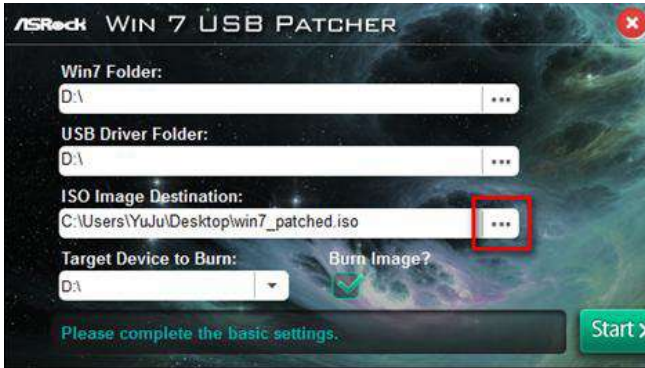 ASRock WIN 7 USB PATCHER
Win7 Folder:
D:\
...
USB Driver Folder:
D:\
...
ISO Image Destination:
C:\Users\YuJu\Desktop\win7_patched.iso
...
Target Device to Burn: Burn Image?
D:\
Please complete the basic settings.
Start